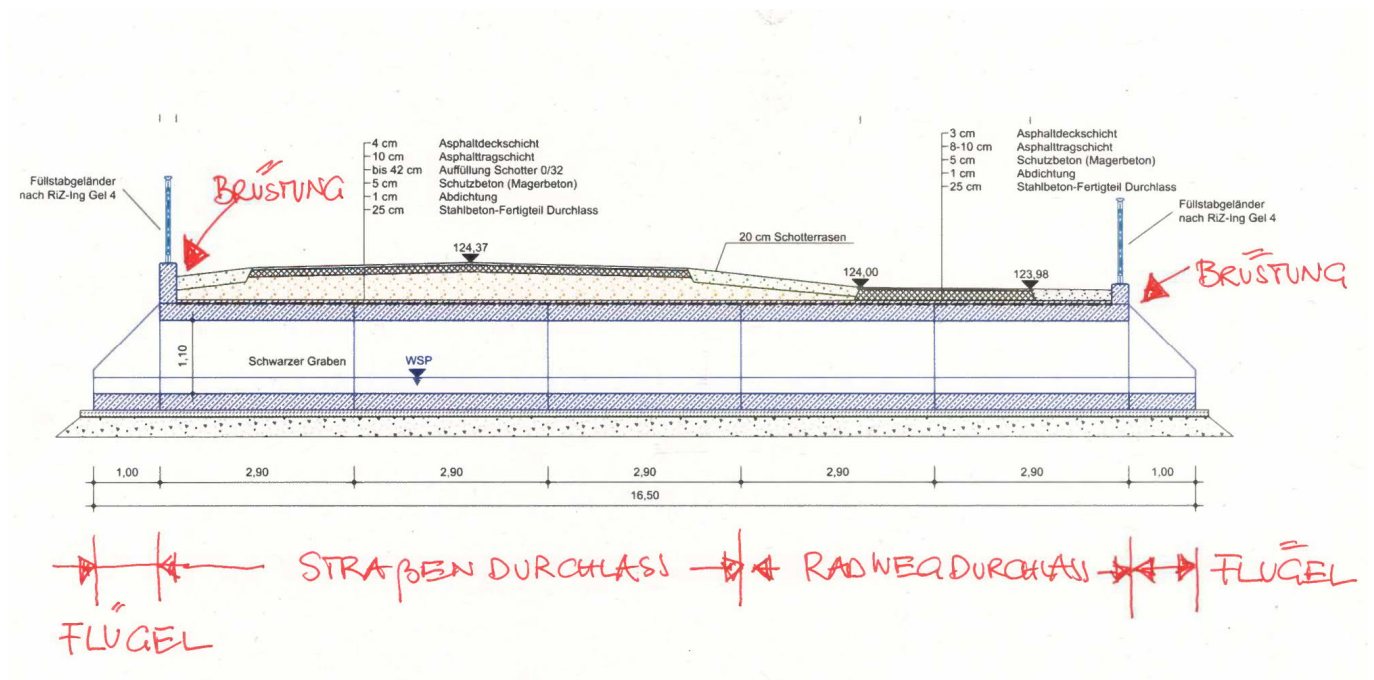 4 cm Asphaltdeckschicht
10 cm Asphalttragschicht
bis 42 cm Auffüllung Schotter 0/32
5 cm Schutzbeton (Magerbeton)
1 cm Abdichtung
25 cm Stahlbeton-Fertigteil Durchlass
3 cm Asphaltdeckschicht
8-10 cm Asphalttragschicht
5 cm Schutzbeton (Magerbeton)
1 cm Abdichtung
25 cm Stahlbeton-Fertigteil Durchlass
Füllstabgeländer
nach RiZ-Ing Gel 4
BRÜSTUNG
Füllstabgeländer
nach RiZ-Ing Gel 4
20 cm Schotterrasen
124,37
124,00
123,98
BRÜSTUNG
1,10
Schwarzer Graben
WSP
1,00 2,90 2,90 2,90 2,90 2,90 1,00
16,50
STRAßEN DURCHLASS
RADWEGDURCHLASS
FLÜGEL
FLÜGEL